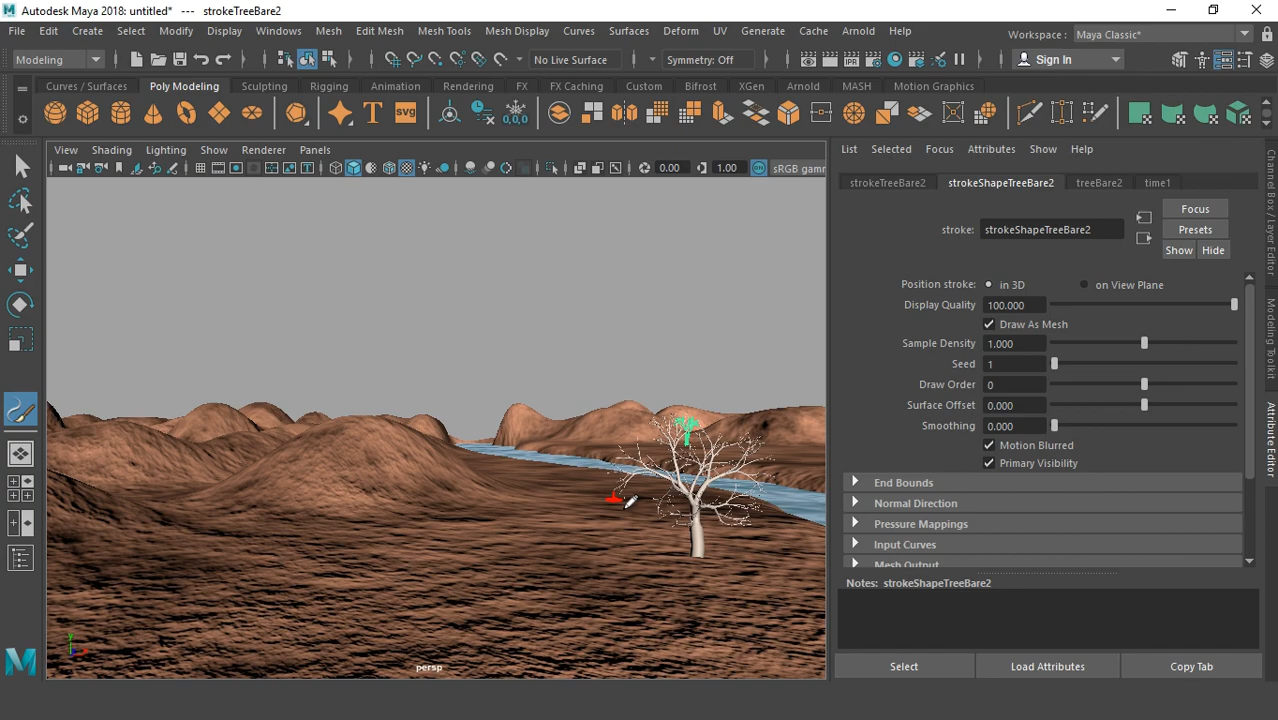 Autodesk Maya 2018: untitled*   ---   strokeTreeBare2
File Edit Create Select Modify Display Windows Mesh Edit Mesh Mesh Tools Mesh Display Curves Surfaces Deform UV Generate Cache Arnold Help
Workspace : Maya Classic*
Modeling No Live Surface Symmetry: Off Sign In
Curves / Surfaces Poly Modeling Sculpting Rigging Animation Rendering FX FX Caching Custom Bifrost XGen Arnold MASH Motion Graphics
T SVG 0,0,0
View Shading Lighting Show Renderer Panels
0.00 1.00 ON sRGB gamm
List Selected Focus Attributes Show Help
strokeTreeBare2 strokeShapeTreeBare2 treeBare2 time1
Focus
stroke: strokeShapeTreeBare2 Presets
Show Hide
Position stroke: in 3D on View Plane
Display Quality 100.000
Draw As Mesh
Sample Density 1.000
Seed 1
Draw Order 0
Surface Offset 0.000
Smoothing 0.000
Motion Blurred
Primary Visibility
End Bounds
Normal Direction
Pressure Mappings
Input Curves
Mesh Output
Notes: strokeShapeTreeBare2
Select Load Attributes Copy Tab
Channel Box / Layer Editor
Modeling Toolkit
Attribute Editor
y
persp
M